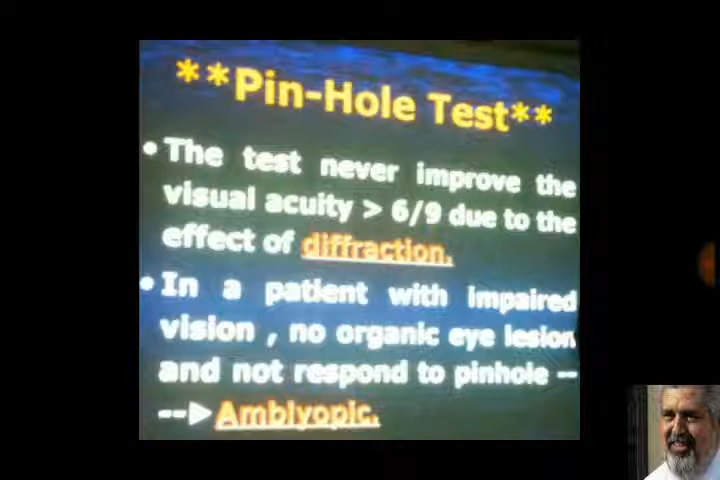 **Pin-Hole Test**
• The test never improve the
visual acuity > 6/9 due to the
effect of diffraction.
• In a patient with impaired
vision , no organic eye lesion
and not respond to pinhole --
--► Amblyopic.